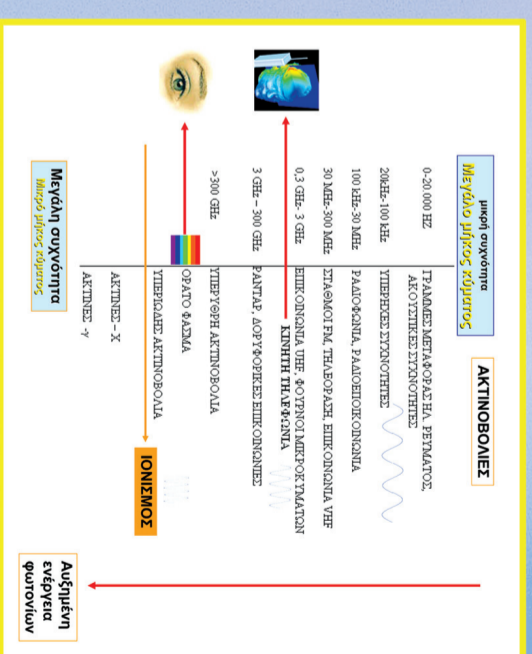 μικρή συχνότητα
Μεγάλο μήκος κύματος
ΑΚΤΙΝΟΒΟΛΙΕΣ
0-20.000 HZ ΓΡΑΜΜΕΣ ΜΕΤΑΦΟΡΑΣ ΗΛ. ΡΕΥΜΑΤΟΣ,
ΑΚΟΥΣΤΙΚΕΣ ΣΥΧΝΟΤΗΤΕΣ
20kHz-100 kHz ΥΠΕΡΗΧΕΣ ΣΥΧΝΟΤΗΤΕΣ
100 kHz-30 MHz ΡΑΔΙΟΦΩΝΙΑ, ΡΑΔΙΟΕΠΟΙΚΟΙΝΩΝΙΑ
30 MHz-300 MHz ΣΤΑΘΜΟΙ FM, ΤΗΛΕΟΡΑΣΗ, ΕΠΙΚΟΙΝΩΝΙΑ VHF
0,3 GHz- 3 GHz ΕΠΙΚΟΙΝΩΝΙΑ UHF, ΦΟΥΡΝΟΙ ΜΙΚΡΟΚΥΜΑΤΩΝ
ΚΙΝΗΤΗ ΤΗΛΕΦΩΝΙΑ
3 GHz – 300 GHz ΡΑΝΤΑΡ, ΔΟΡΥΦΟΡΙΚΕΣ ΕΠΙΚΟΙΝΩΝΙΕΣ
>300 GHz ΥΠΕΡΥΘΡΗ ΑΚΤΙΝΟΒΟΛΙΑ
ΟΡΑΤΟ ΦΑΣΜΑ
ΥΠΕΡΙΩΔΗΣ ΑΚΤΙΝΟΒΟΛΙΑ
ΙΟΝΙΣΜΟΣ
ΑΚΤΙΝΕΣ – Χ
ΑΚΤΙΝΕΣ -γ
Μεγάλη συχνότητα
Μικρό μήκος κύματος
Αυξημένη
ενέργεια
φωτονίων